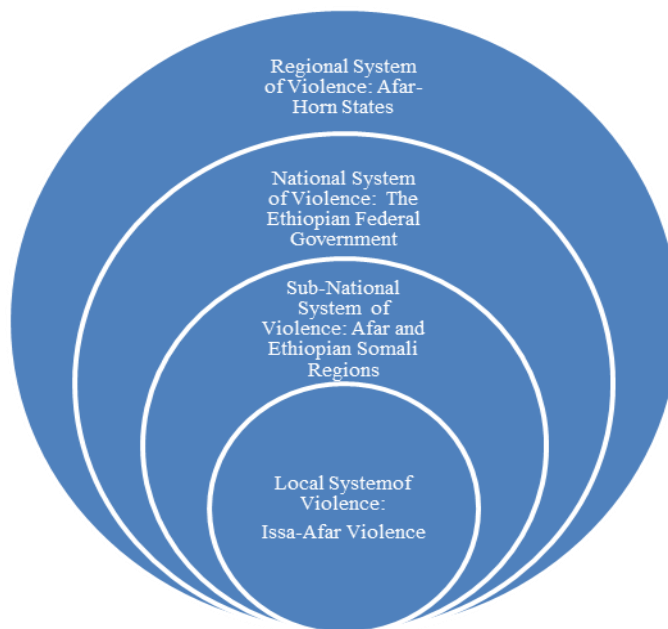 Regional System
of Violence: Afar-
Horn States
National System
of Violence: The
Ethiopian Federal
Government
Sub-National
System of
Violence: Afar and
Ethiopian Somali
Regions
Local Systemof
Violence:
Issa-Afar Violence